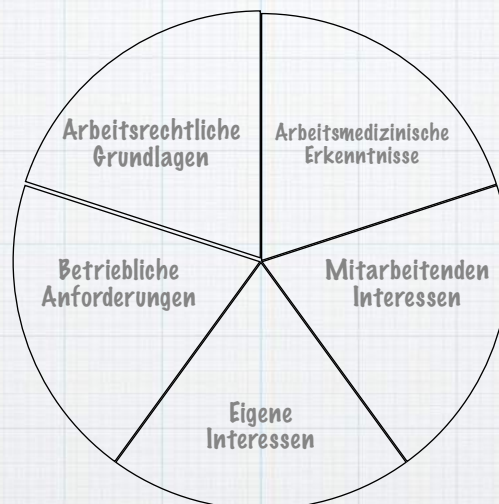 Arbeitsrechtliche
Grundlagen
Arbeitsmedizinische
Erkenntnisse
Betriebliche
Anforderungen
Mitarbeitenden
Interessen
Eigene
Interessen